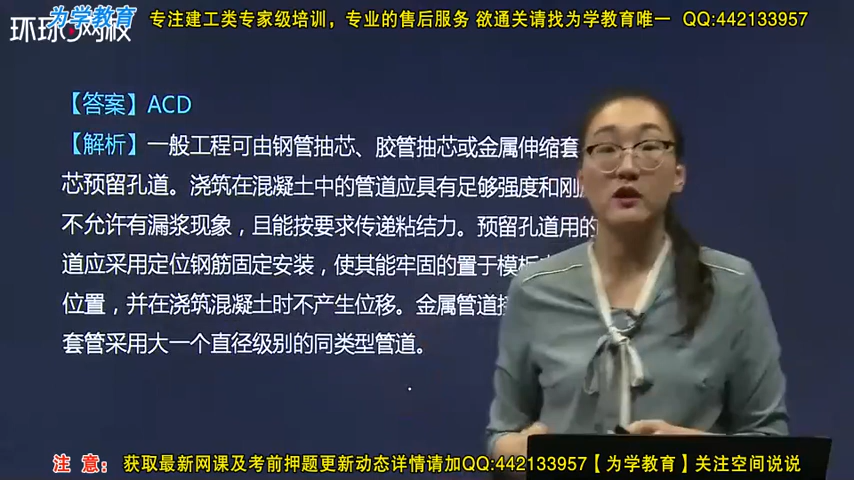 为学教育
专注建工类专家级培训，专业的售后服务 欲通关请找为学教育唯一 QQ:442133957
环球网校
【答案】ACD
【解析】一般工程可由钢管抽芯、胶管抽芯或金属伸缩套
芯预留孔道。浇筑在混凝土中的管道应具有足够强度和刚
不允许有漏浆现象，且能按要求传递粘结力。预留孔道用的
道应采用定位钢筋固定安装，使其能牢固的置于模板
位置，并在浇筑混凝土时不产生位移。金属管道
套管采用大一个直径级别的同类型管道。
注 意： 获取最新网课及考前押题更新动态详情请加QQ:442133957【为学教育】关注空间说说